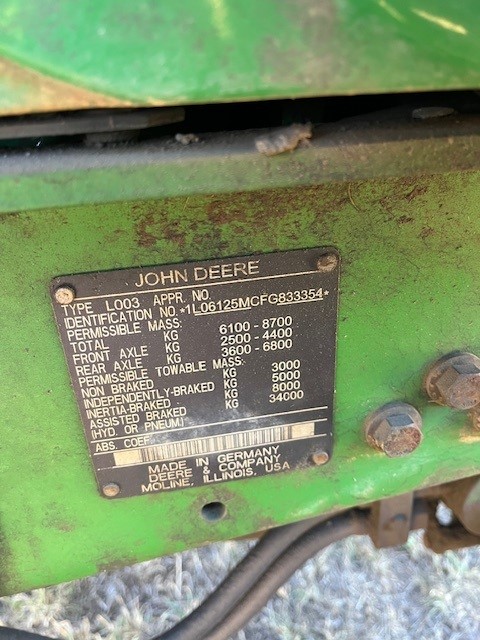 JOHN DEERE
TYPE L003 APPR. NO.
IDENTIFICATION NO. *1L06125MCFG833354*
PERMISSIBLE MASS:
TOTAL KG 6100 - 8700
FRONT AXLE KG 2500 - 4400
REAR AXLE KG 3600 - 6800
PERMISSIBLE TOWABLE MASS:
NON BRAKED KG 3000
INDEPENDENTLY-BRAKED KG 5000
INERTIA-BRAKED KG 8000
ASSISTED BRAKED KG 34000
(HYD. OR PNEUM.)
ABS. COEF
MADE IN GERMANY
DEERE & COMPANY
MOLINE, ILLINOIS, USA